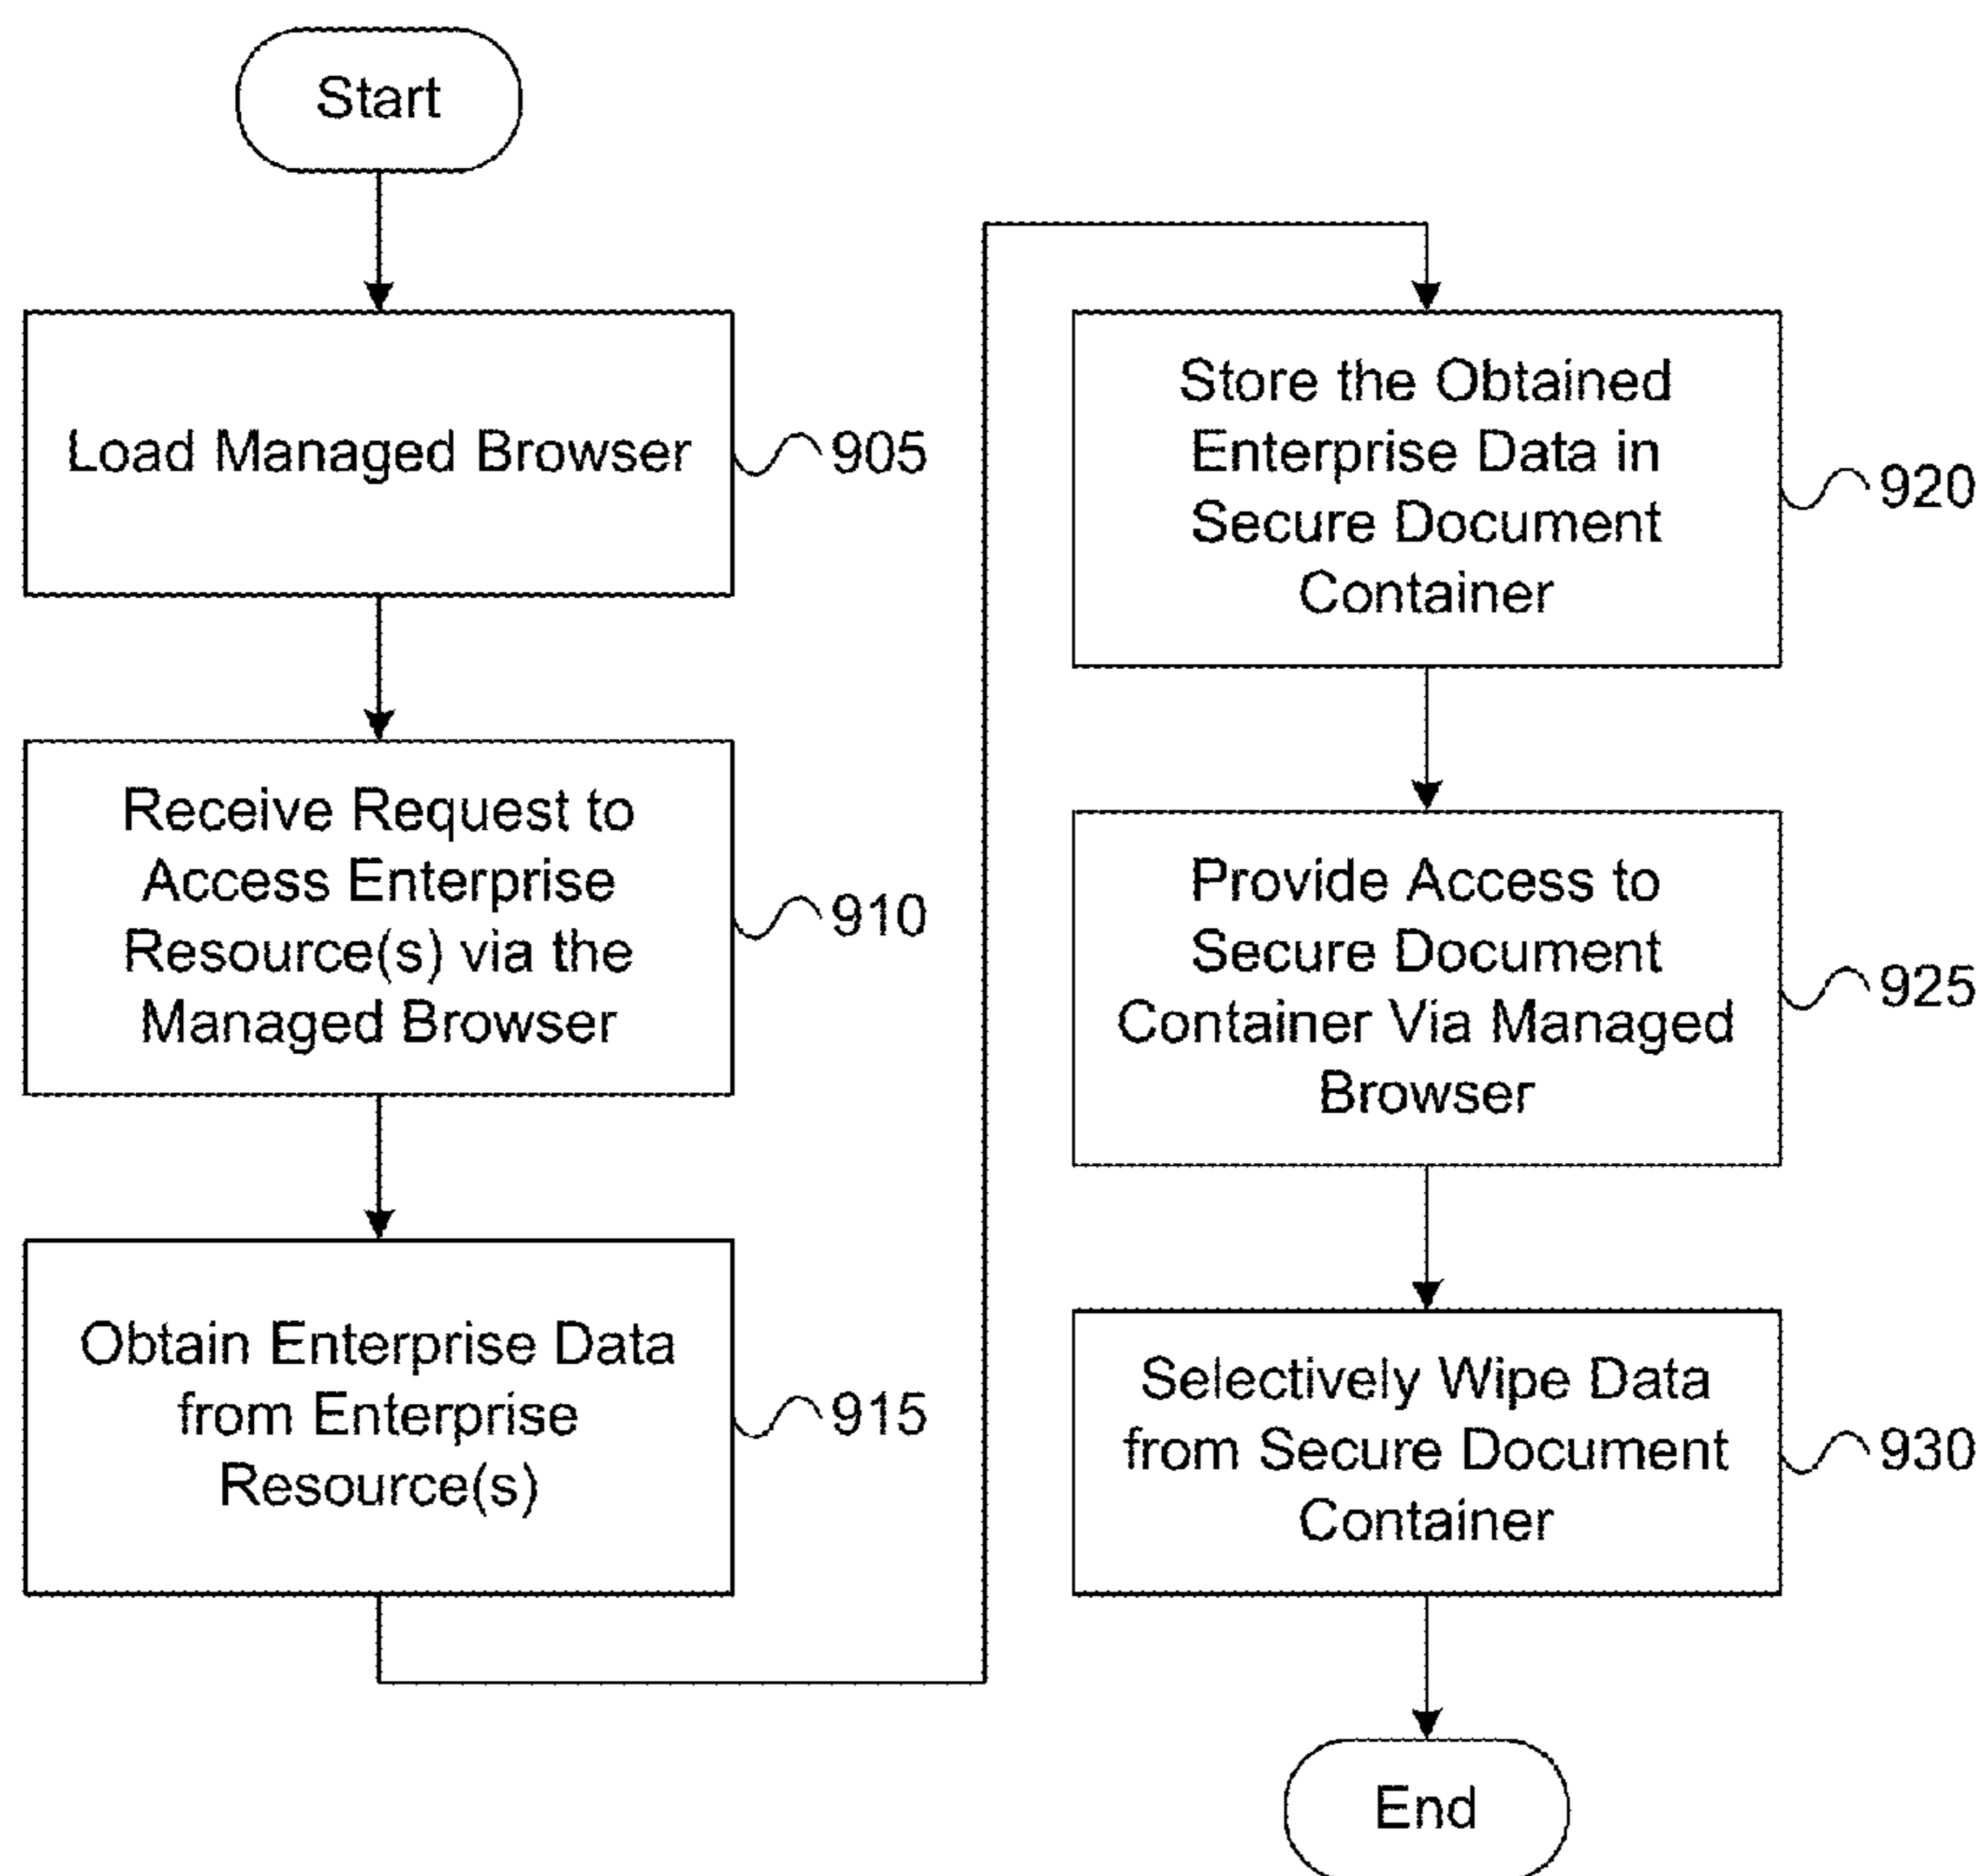 Start
Load Managed Browser
905
Receive Request to
Access Enterprise
Resource(s) via the
Managed Browser
910
Obtain Enterprise Data
from Enterprise
Resource(s)
915
Store the Obtained
Enterprise Data in
Secure Document
Container
920
Provide Access to
Secure Document
Container Via Managed
Browser
925
Selectively Wipe Data
from Secure Document
Container
930
End